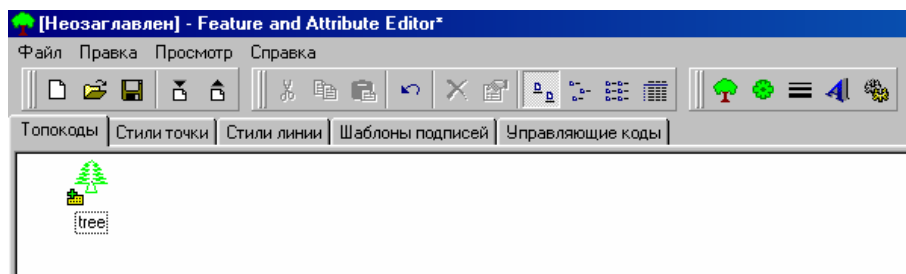 [Неозаглавлен] - Feature and Attribute Editor*
Файл Правка Просмотр Справка
Топокоды Стили точки Стили линии Шаблоны подписей Управляющие коды
tree